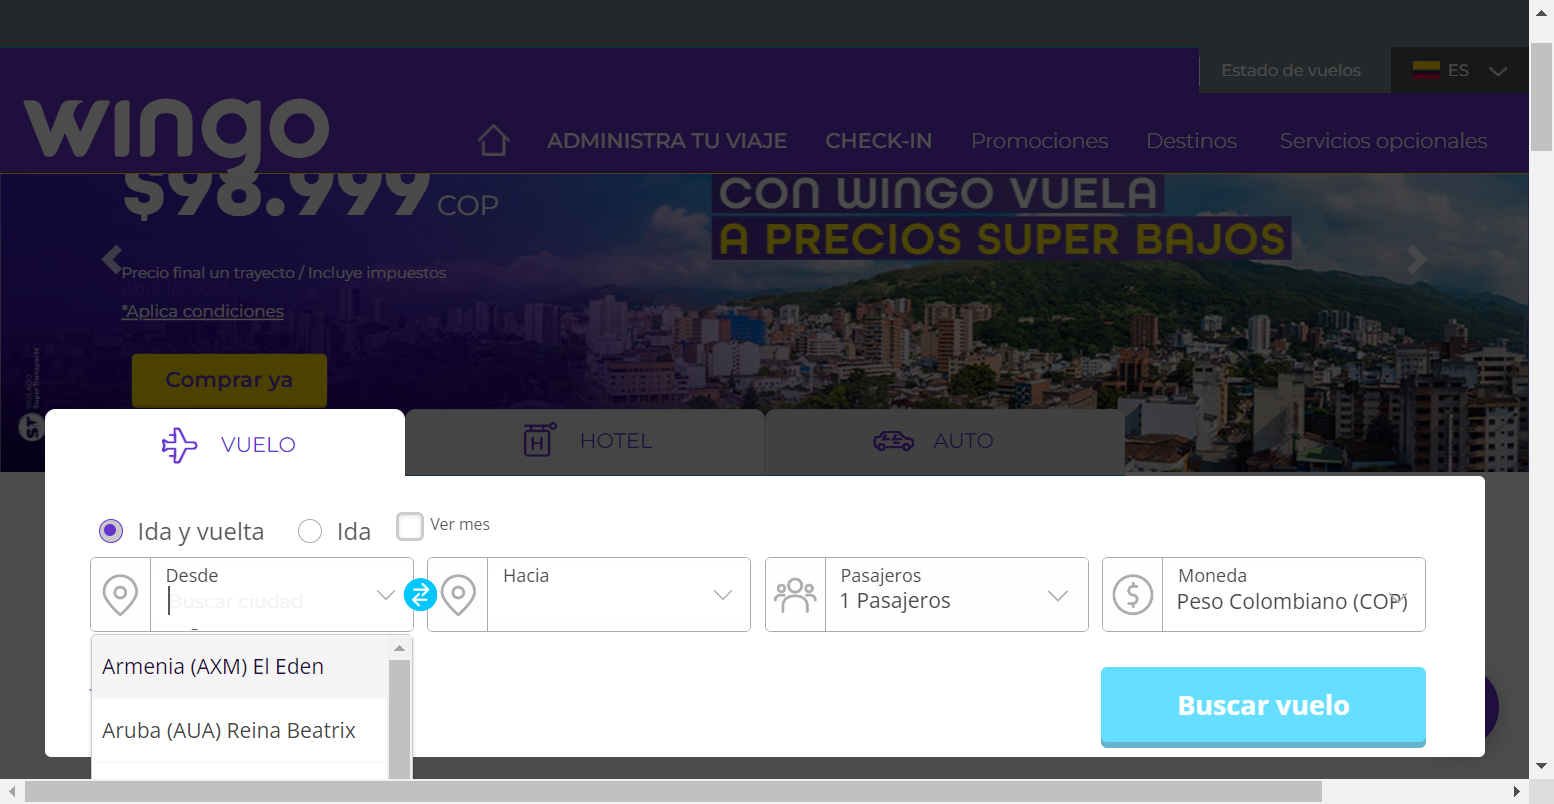 Estado de vuelos
ES
wingo
ADMINISTRA TU VIAJE
CHECK-IN
Promociones
Destinos
Servicios opcionales
$98.999 COP
CON WINGO VUELA
A PRECIOS SUPER BAJOS
Precio final un trayecto / Incluye impuestos
*Aplica condiciones
Comprar ya
VUELO
HOTEL
AUTO
Ida y vuelta
Ida
Ver mes
Desde
Buscar ciudad
Hacia
Pasajeros
1 Pasajeros
Moneda
Peso Colombiano (COP)
Armenia (AXM) El Eden
Aruba (AUA) Reina Beatrix
Buscar vuelo